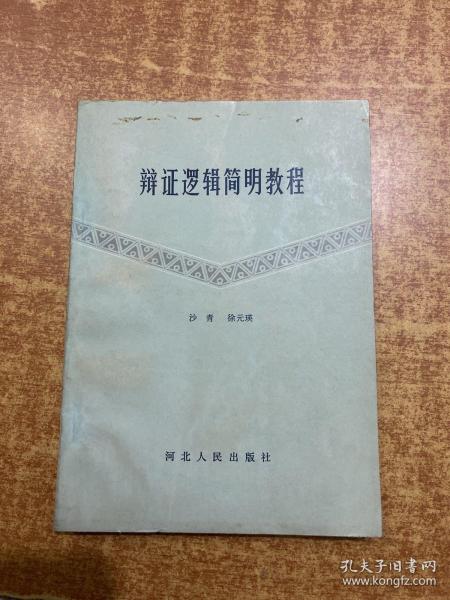 辩证逻辑简明教程
沙青 徐元瑛
河北人民出版社
孔夫子旧书网
www.kongfz.com